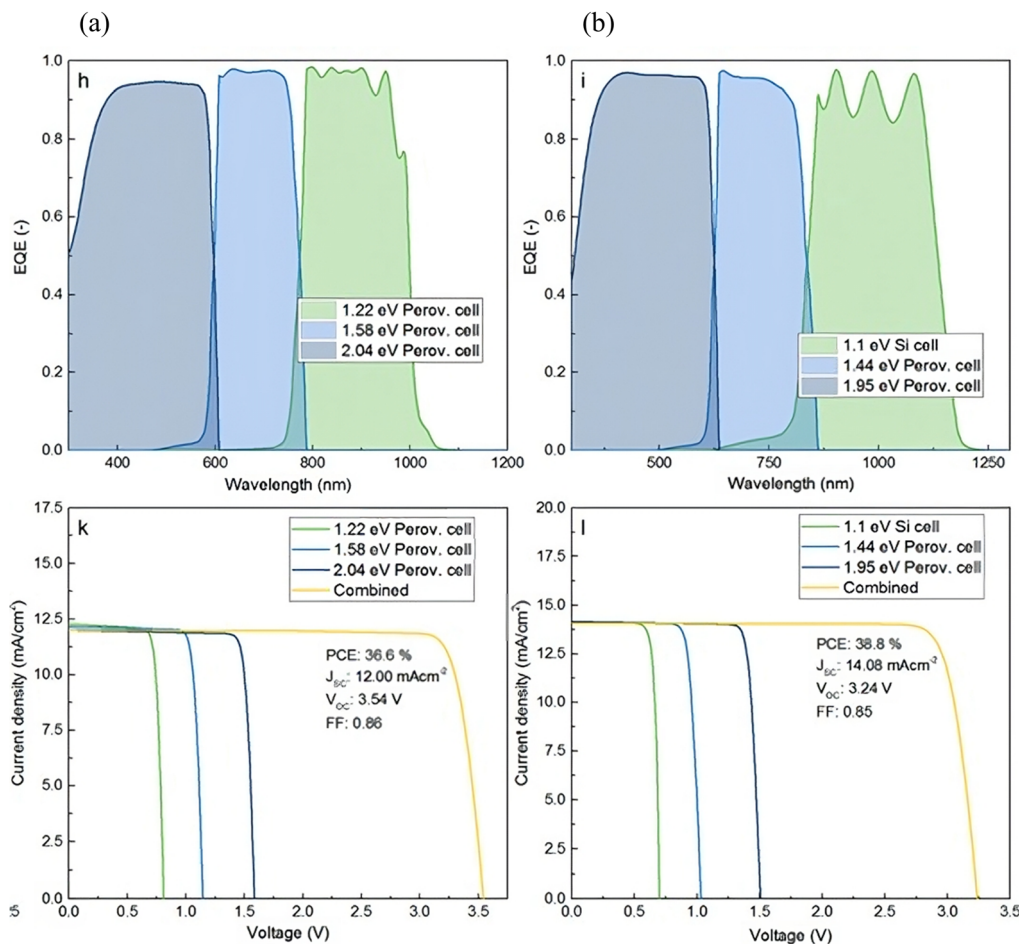 (a)
(b)
h
1.0
0.8
0.6
0.4
0.2
0.0
EQE (-)
1.22 eV Perov. cell
1.58 eV Perov. cell
2.04 eV Perov. cell
400
600
800
1000
1200
Wavelength (nm)
i
1.0
0.8
0.6
0.4
0.2
0.0
EQE (-)
1.1 eV Si cell
1.44 eV Perov. cell
1.95 eV Perov. cell
500
750
1000
1250
Wavelength (nm)
k
17.5
15.0
12.5
10.0
7.5
5.0
2.5
0.0
Current density (mA/cm²)
1.22 eV Perov. cell
1.58 eV Perov. cell
2.04 eV Perov. cell
Combined
PCE: 36.6 %
J_SC: 12.00 mAcm⁻²
V_OC: 3.54 V
FF: 0.86
0.0
0.5
1.0
1.5
2.0
2.5
3.0
3.5
Voltage (V)
l
20.0
17.5
15.0
12.5
10.0
7.5
5.0
2.5
0.0
Current density (mA/cm²)
1.1 eV Si cell
1.44 eV Perov. cell
1.95 eV Perov. cell
Combined
PCE: 38.8 %
J_SC: 14.08 mAcm⁻²
V_OC: 3.24 V
FF: 0.85
0.0
0.5
1.0
1.5
2.0
2.5
3.0
3.5
Voltage (V)